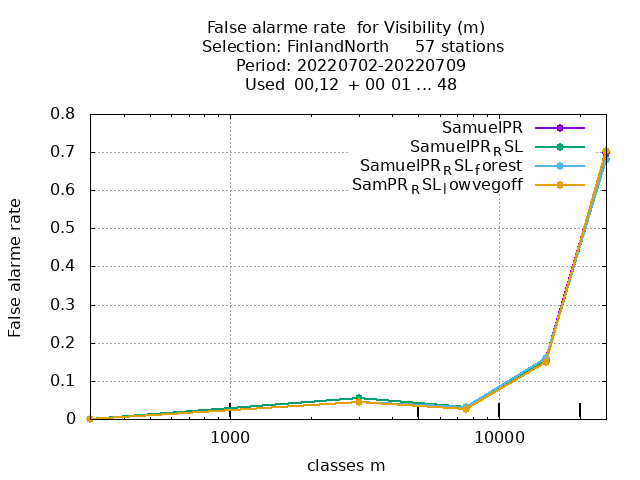 False alarme rate  for Visibility (m)
Selection: FinlandNorth     57 stations
Period: 20220702-20220709
Used  00,12  + 00 01 ... 48
0.8
0.7
0.6
0.5
0.4
0.3
0.2
0.1
0
False alarme rate
SamuelPR
SamuelPR_RSL
SamuelPR_RSL_forest
SamPR_RSL_lowvegoff
1000
10000
classes m